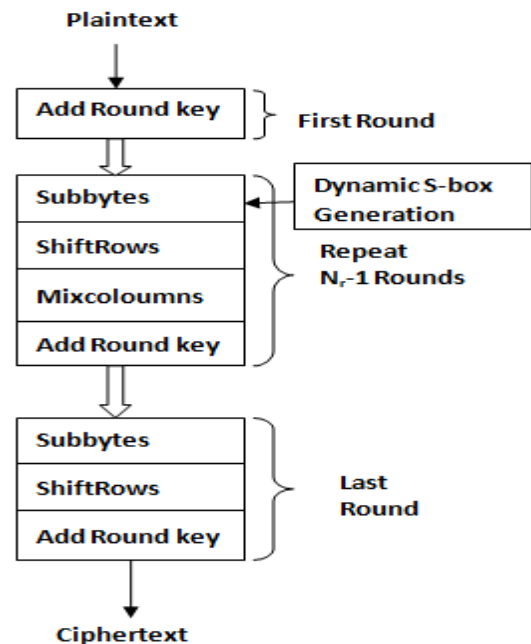 Plaintext
Add Round key
First Round
Subbytes
Dynamic S-box
Generation
ShiftRows
Repeat
Nᵣ-1 Rounds
Mixcoloumns
Add Round key
Subbytes
ShiftRows
Last
Round
Add Round key
Ciphertext